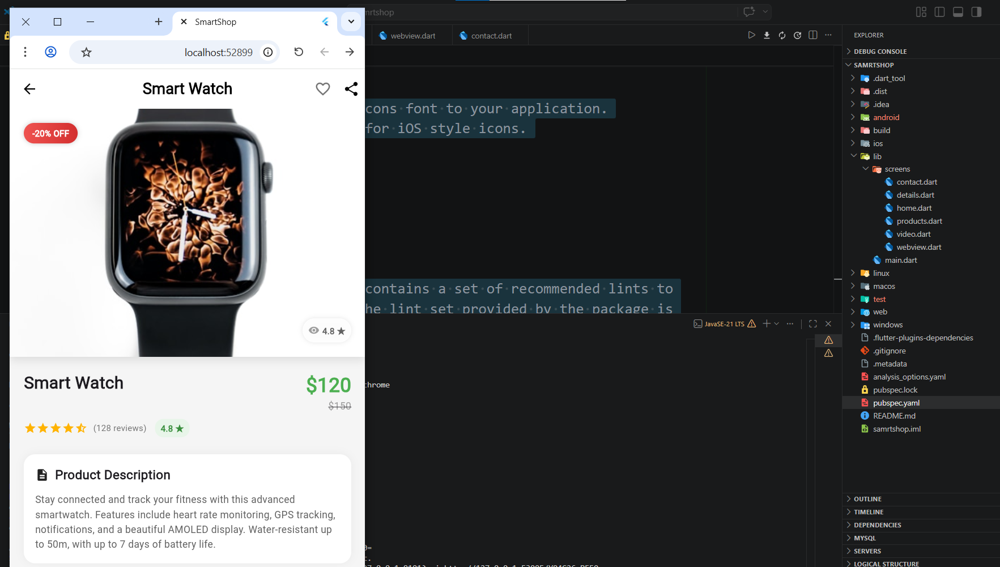 SmartShop
localhost:52899
Smart Watch
-20% OFF
4.8 ★
Smart Watch
$120
$150
(128 reviews)
4.8 ★
Product Description
Stay connected and track your fitness with this advanced
smartwatch. Features include heart rate monitoring, GPS tracking,
notifications, and a beautiful AMOLED display. Water-resistant up
to 50m, with up to 7 days of battery life.
webview.dart
contact.dart
cons font to your application.
for iOS style icons.
contains a set of recommended lints to
he lint set provided by the package is
JavaSE-21 LTS
EXPLORER
DEBUG CONSOLE
SAMRTSHOP
.dart_tool
.dist
.idea
android
build
ios
lib
screens
contact.dart
details.dart
home.dart
products.dart
video.dart
webview.dart
main.dart
linux
macos
test
web
windows
.flutter-plugins-dependencies
.gitignore
.metadata
analysis_options.yaml
pubspec.lock
pubspec.yaml
README.md
samrtshop.iml
OUTLINE
TIMELINE
DEPENDENCIES
MYSQL
SERVERS
LOGICAL STRUCTURE